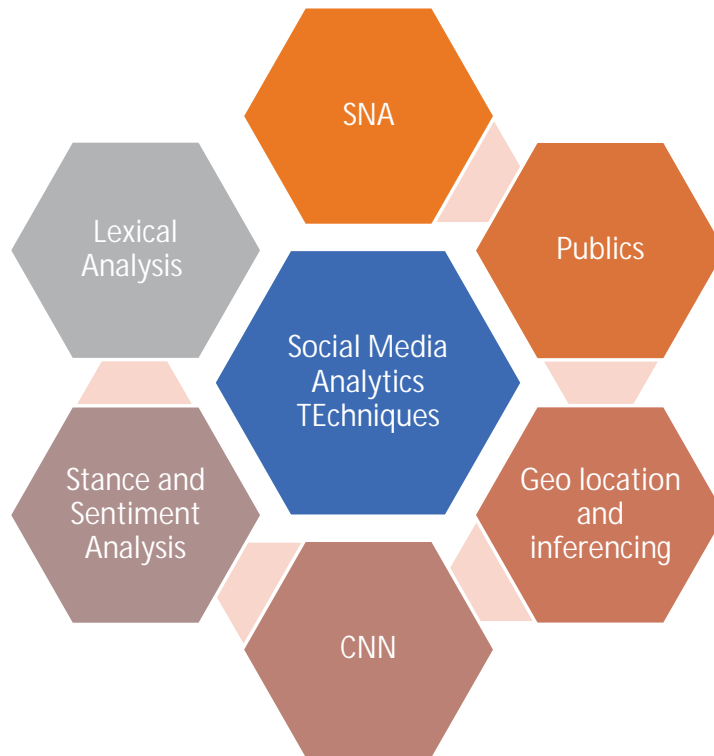 SNA
Publics
Geo location
and
inferencing
CNN
Stance and
Sentiment
Analysis
Lexical
Analysis
Social Media
Analytics
TEchniques